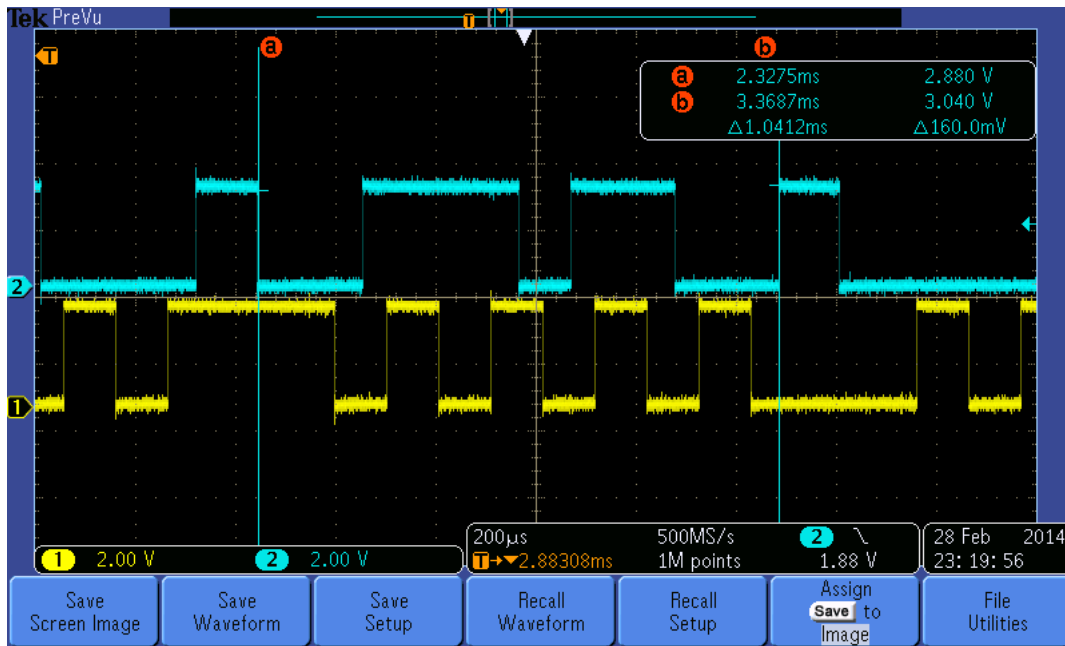 Tek PreVu
T
T
a
b
a 2.3275ms 2.880 V
b 3.3687ms 3.040 V
△1.0412ms △160.0mV
2
1
1 2.00 V 2 2.00 V
200µs 500MS/s 2
T→▼2.88308ms 1M points 1.88 V
28 Feb 2014
23: 19: 56
Save
Screen Image
Save
Waveform
Save
Setup
Recall
Waveform
Recall
Setup
Assign
Save to
Image
File
Utilities